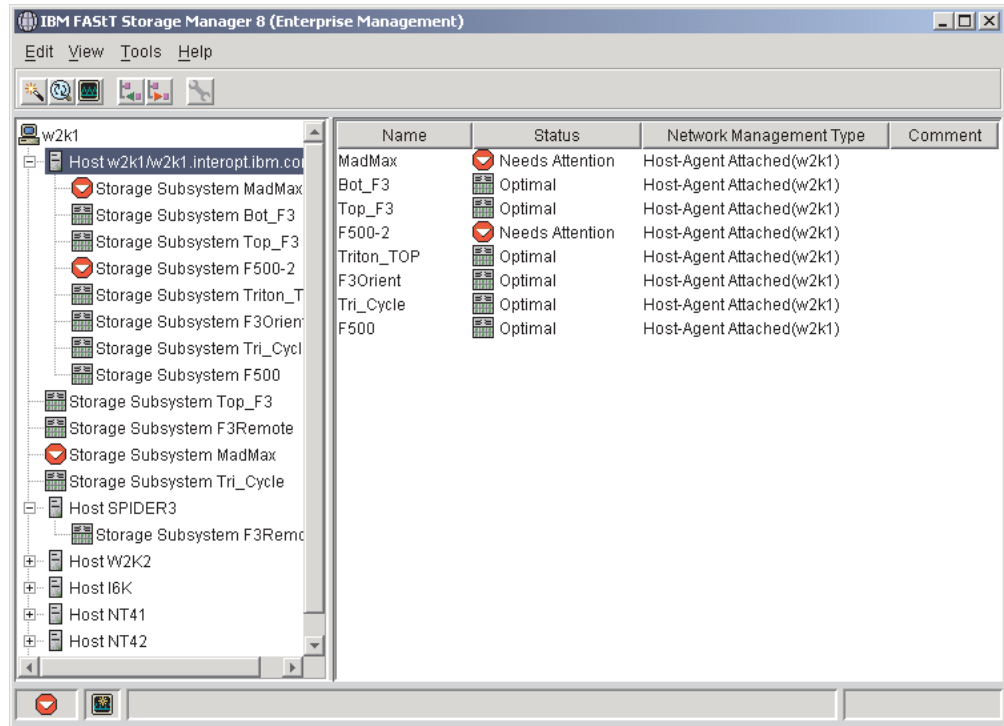 IBM FAStT Storage Manager 8 (Enterprise Management)
Edit View Tools Help
w2k1
Host w2k1/w2k1.interopt.ibm.co
Storage Subsystem MadMax
Storage Subsystem Bot_F3
Storage Subsystem Top_F3
Storage Subsystem F500-2
Storage Subsystem Triton_T
Storage Subsystem F3Orien
Storage Subsystem Tri_Cycl
Storage Subsystem F500
Storage Subsystem Top_F3
Storage Subsystem F3Remote
Storage Subsystem MadMax
Storage Subsystem Tri_Cycle
Host SPIDER3
Storage Subsystem F3Remo
Host W2K2
Host I6K
Host NT41
Host NT42
Name Status Network Management Type Comment
MadMax Needs Attention Host-Agent Attached(w2k1)
Bot_F3 Optimal Host-Agent Attached(w2k1)
Top_F3 Optimal Host-Agent Attached(w2k1)
F500-2 Needs Attention Host-Agent Attached(w2k1)
Triton_TOP Optimal Host-Agent Attached(w2k1)
F3Orient Optimal Host-Agent Attached(w2k1)
Tri_Cycle Optimal Host-Agent Attached(w2k1)
F500 Optimal Host-Agent Attached(w2k1)